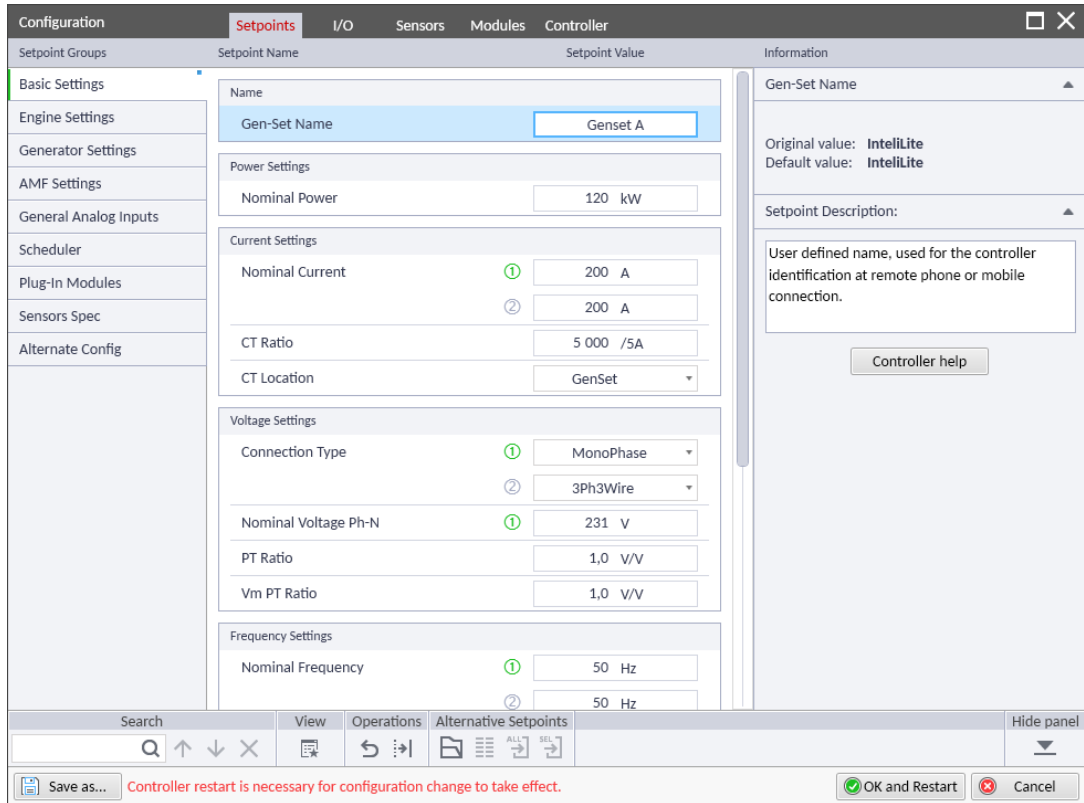 Configuration
Setpoints I/O Sensors Modules Controller
Setpoint Groups
Setpoint Name Setpoint Value
Information
Basic Settings
Engine Settings
Generator Settings
AMF Settings
General Analog Inputs
Scheduler
Plug-In Modules
Sensors Spec
Alternate Config
Name
Gen-Set Name Genset A
Power Settings
Nominal Power 120 kW
Current Settings
Nominal Current 1 200 A
2 200 A
CT Ratio 5 000 /5A
CT Location GenSet
Voltage Settings
Connection Type 1 MonoPhase
2 3Ph3Wire
Nominal Voltage Ph-N 1 231 V
PT Ratio 1,0 V/V
Vm PT Ratio 1,0 V/V
Frequency Settings
Nominal Frequency 1 50 Hz
2 50 Hz
Gen-Set Name
Original value: InteliLite
Default value: InteliLite
Setpoint Description:
User defined name, used for the controller
identification at remote phone or mobile
connection.
Controller help
Search View Operations Alternative Setpoints Hide panel
ALL SEL
Save as... Controller restart is necessary for configuration change to take effect. OK and Restart Cancel